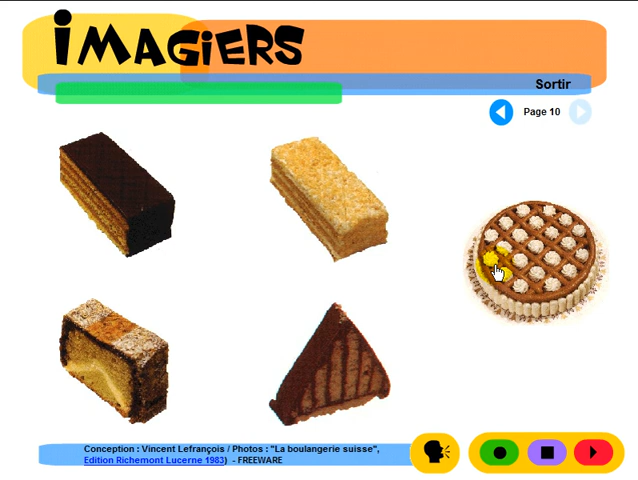 iMAGiERS
Sortir
Page 10
Conception : Vincent Lefrançois / Photos : "La boulangerie suisse",
Edition Richemont Lucerne 1983) - FREEWARE